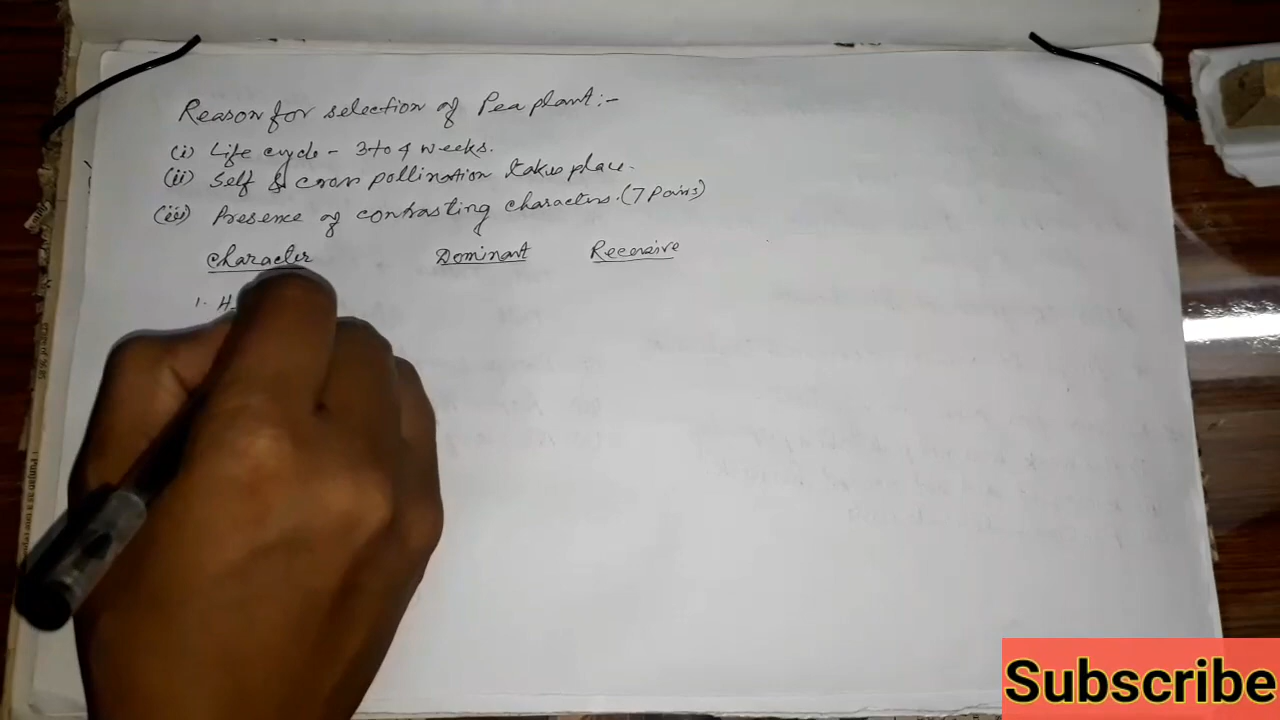 Reason for selection of Pea plant:-
(i) Life cycle - 3 to 4 weeks.
(ii) Self & cross pollination takes place.
(iii) Presence of contrasting characters. (7 pairs)
Character Dominant Recessive
1. H
Subscribe